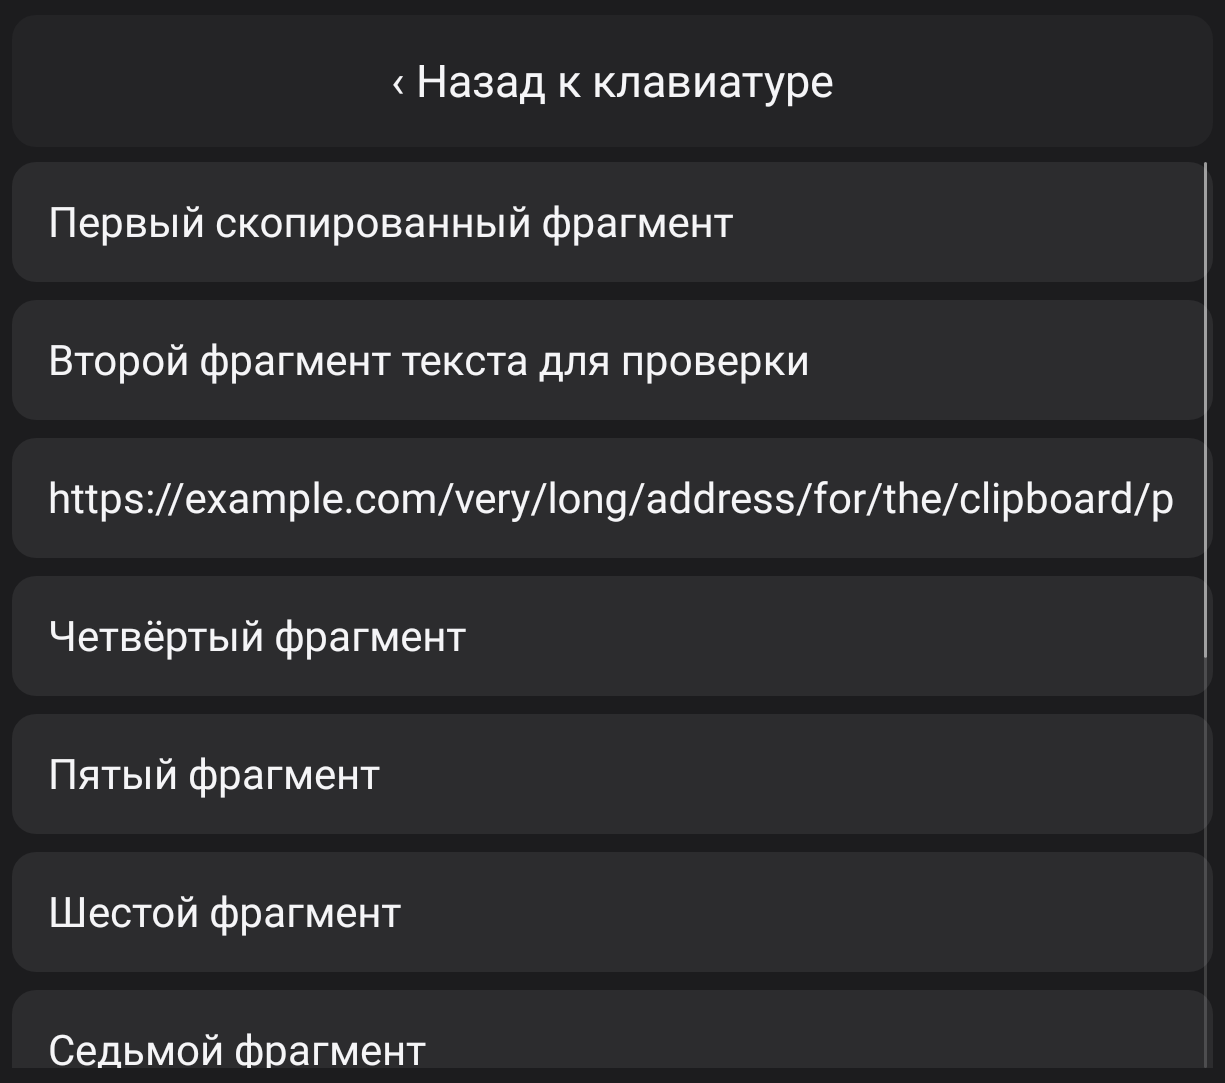 ‹ Назад к клавиатуре
Первый скопированный фрагмент
Второй фрагмент текста для проверки
https://example.com/very/long/address/for/the/clipboard/p
Четвёртый фрагмент
Пятый фрагмент
Шестой фрагмент
Седьмой фрагмент